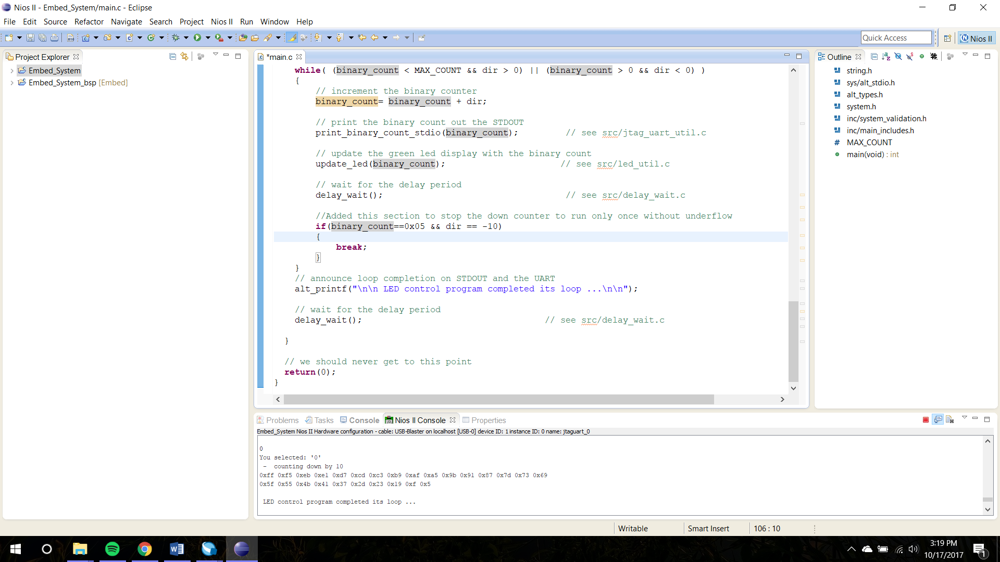 Nios II - Embed_System/main.c - Eclipse
File Edit Source Refactor Navigate Search Project Nios II Run Window Help
Quick Access
Nios II
Project Explorer
Embed_System
Embed_System_bsp [Embed]
*main.c
while( (binary_count < MAX_COUNT && dir > 0) || (binary_count > 0 && dir < 0) )
{
// increment the binary counter
binary_count= binary_count + dir;
// print the binary count out the STDOUT
print_binary_count_stdio(binary_count); // see src/jtag_uart_util.c
// update the green led display with the binary count
update_led(binary_count); // see src/led_util.c
// wait for the delay period
delay_wait(); // see src/delay_wait.c
//Added this section to stop the down counter to run only once without underflow
if(binary_count==0x05 && dir == -10)
{
break;
}
}
// announce loop completion on STDOUT and the UART
alt_printf("\n\n LED control program completed its loop ...\n\n");
// wait for the delay period
delay_wait(); // see src/delay_wait.c
}
// we should never get to this point
return(0);
}
Outline
string.h
sys/alt_stdio.h
alt_types.h
system.h
inc/system_validation.h
inc/main_includes.h
# MAX_COUNT
main(void) : int
Problems Tasks Console Nios II Console Properties
Embed_System Nios II Hardware configuration - cable: USB-Blaster on localhost [USB-0] device ID: 1 instance ID: 0 name: jtaguart_0
0
You selected: '0'
- counting down by 10
0xff 0xf5 0xeb 0xe1 0xd7 0xcd 0xc3 0xb9 0xaf 0xa5 0x9b 0x91 0x87 0x7d 0x73 0x69
0x5f 0x55 0x4b 0x41 0x37 0x2d 0x23 0x19 0xf 0x5
LED control program completed its loop ...
Writable Smart Insert 106 : 10
3:19 PM
10/17/2017
1